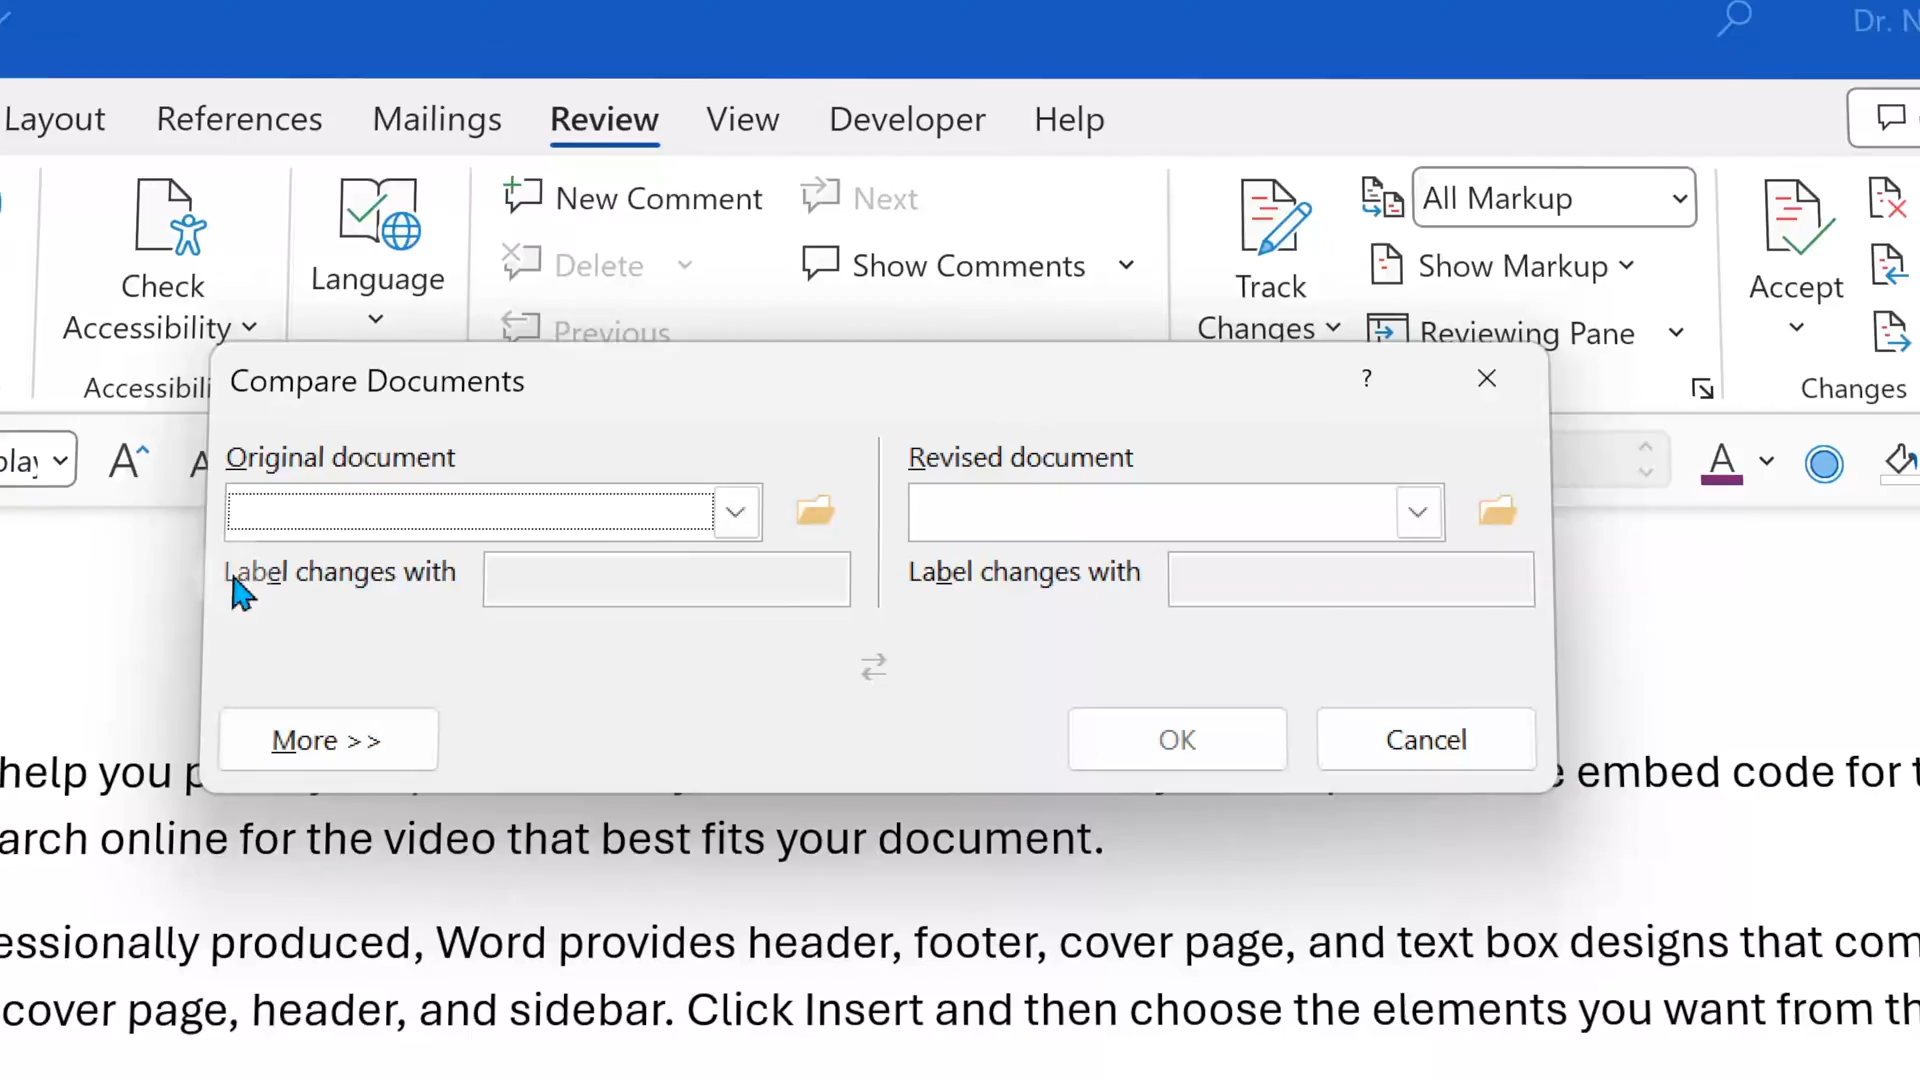 Dr. N
Layout References Mailings Review View Developer Help
New Comment Next All Markup
Delete Show Comments Show Markup
Check Accessibility Language Track Changes Accept
Previous Reviewing Pane
Changes
Compare Documents ?
Original document Revised document
Label changes with Label changes with
More >> OK Cancel
help you p embed code for t
arch online for the video that best fits your document.
essionally produced, Word provides header, footer, cover page, and text box designs that com
cover page, header, and sidebar. Click Insert and then choose the elements you want from th